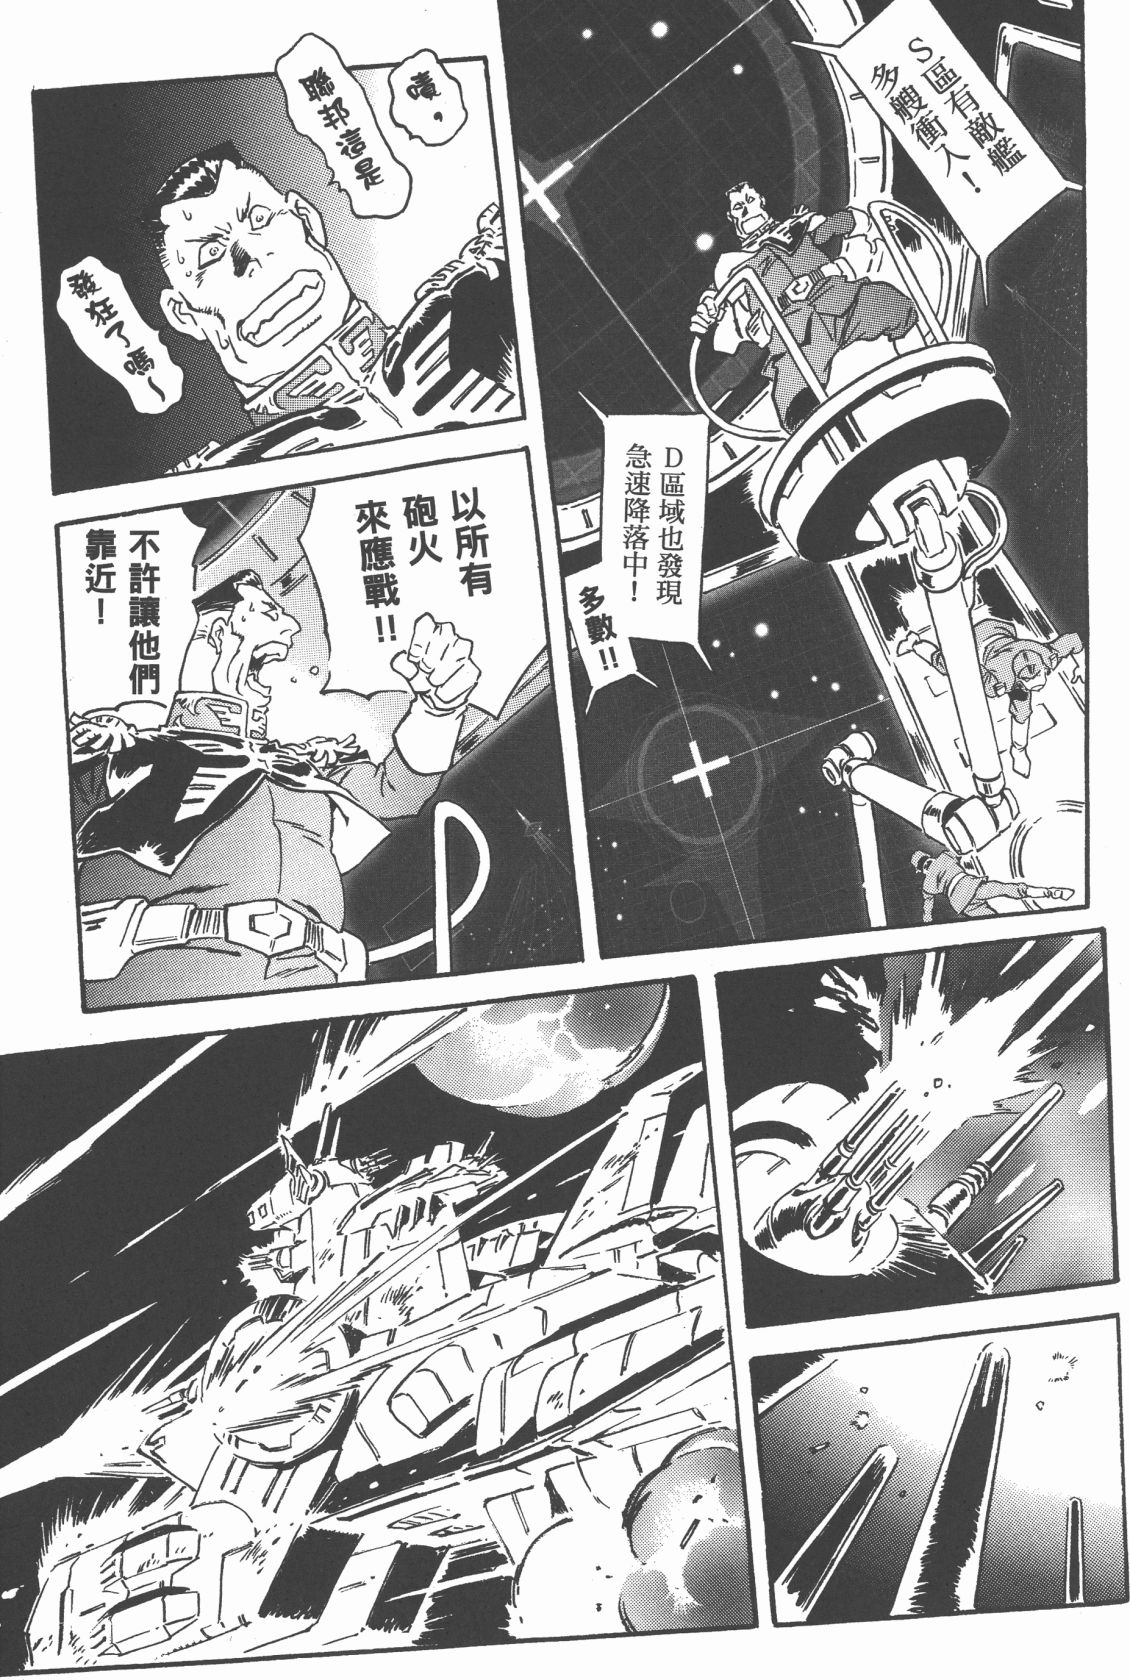 S區有敵艦
多艘衝入！
D區域也發現
急速降落中！
多數！！
嘖，
聯邦這是
發狂了嗎～
以所有
砲火
來應戰！！
不許讓他們
靠近！